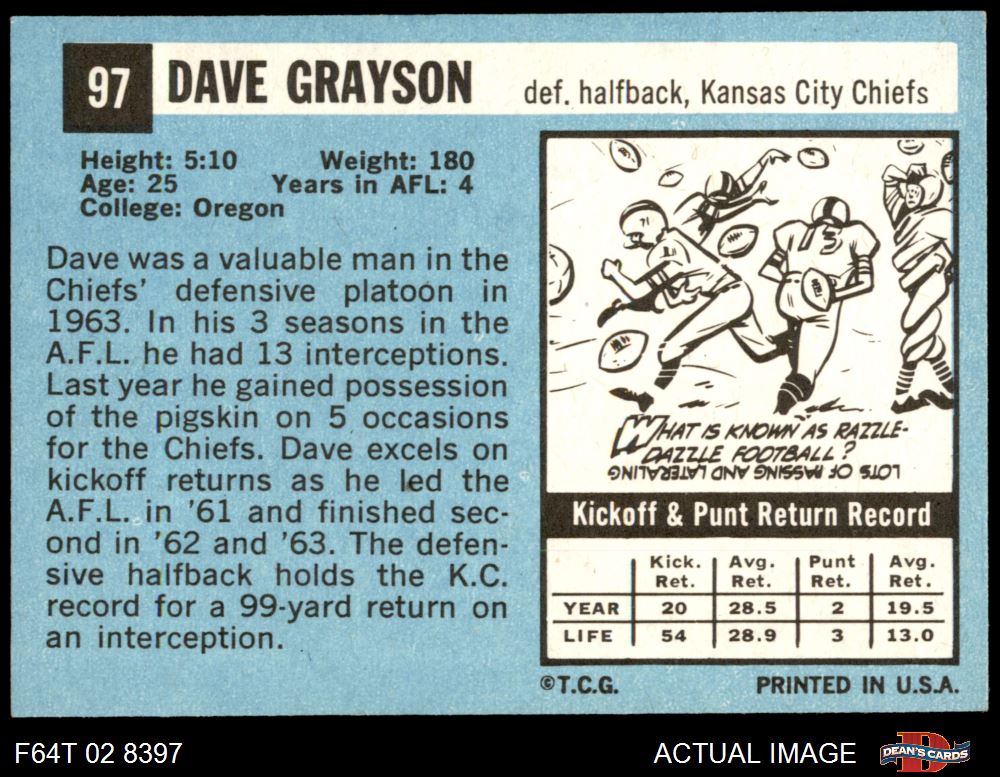 97 DAVE GRAYSON def. halfback, Kansas City Chiefs
Height: 5:10 Weight: 180
Age: 25 Years in AFL: 4
College: Oregon
Dave was a valuable man in the
Chiefs' defensive platoon in
1963. In his 3 seasons in the
A.F.L. he had 13 interceptions.
Last year he gained possession
of the pigskin on 5 occasions
for the Chiefs. Dave excels on
kickoff returns as he led the
A.F.L. in '61 and finished sec-
ond in '62 and '63. The defen-
sive halfback holds the K.C.
record for a 99-yard return on
an interception.
71
3
WHAT IS KNOWN AS RAZZLE-
DAZZLE FOOTBALL?
LOTS OF PASSING AND LATERALING
Kickoff & Punt Return Record
Kick. Avg. Punt Avg.
Ret. Ret. Ret. Ret.
YEAR 20 28.5 2 19.5
LIFE 54 28.9 3 13.0
©T.C.G. PRINTED IN U.S.A.
F64T 02 8397 ACTUAL IMAGE D DEAN'S CARDS